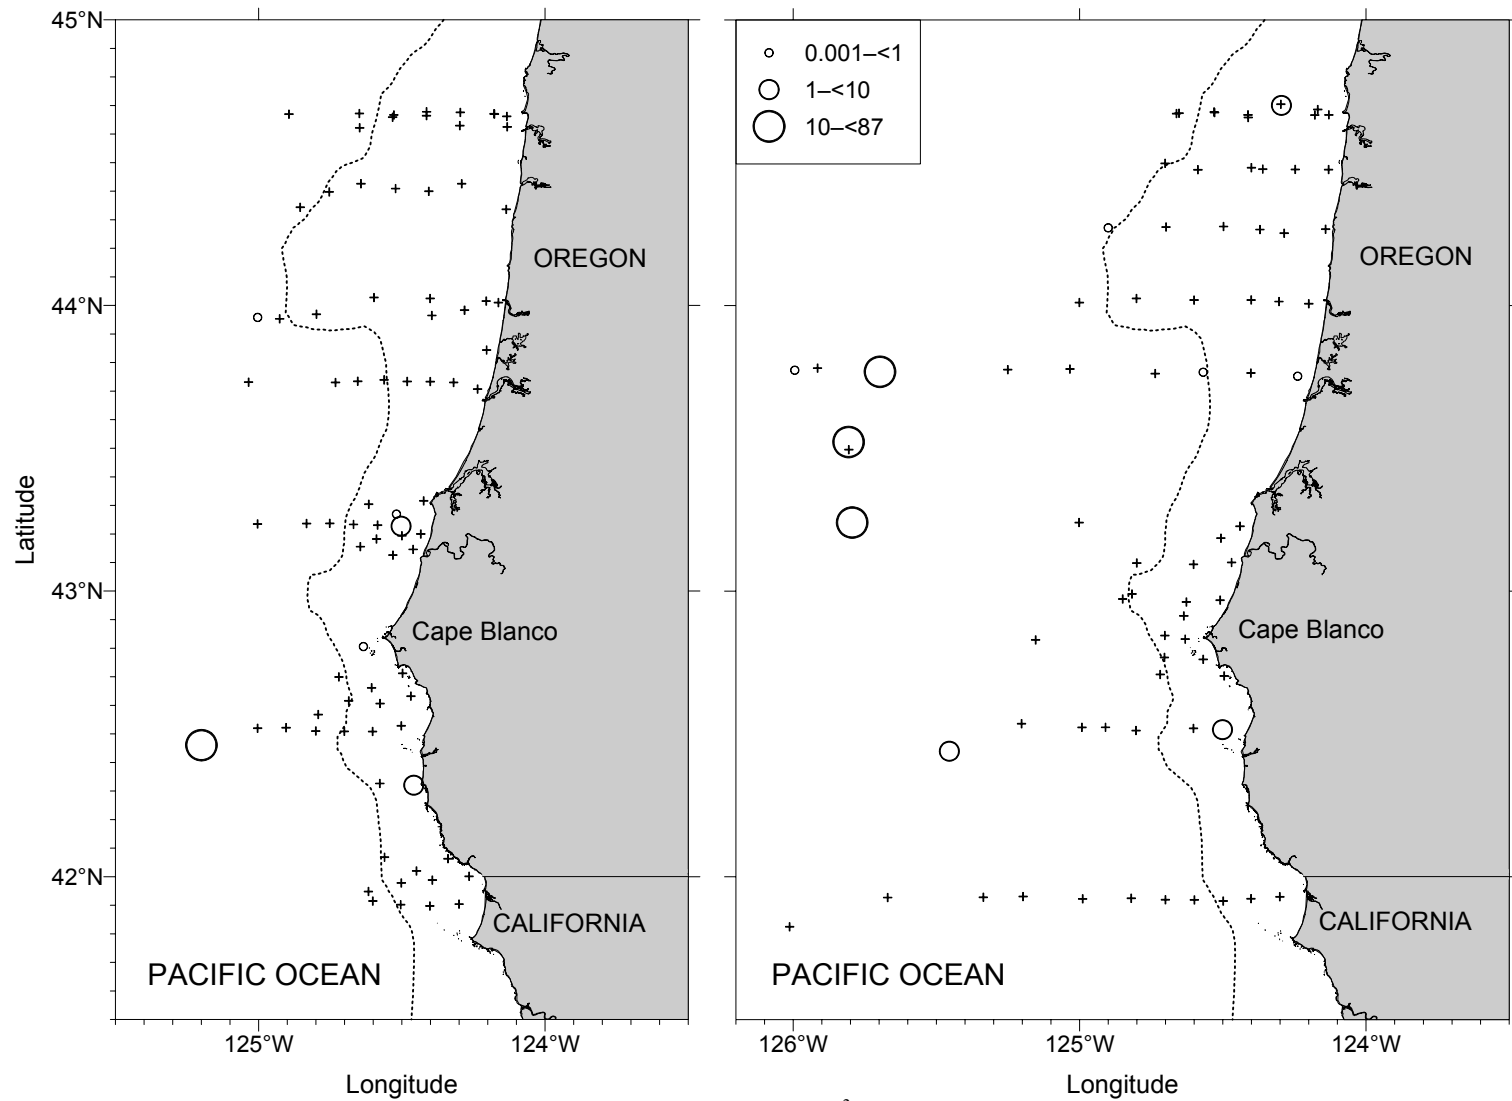 45°N
44°N
43°N
42°N
Latitude
OREGON
Cape Blanco
CALIFORNIA
PACIFIC OCEAN
125°W
124°W
Longitude
0.001–<1
1–<10
10–<87
OREGON
Cape Blanco
CALIFORNIA
PACIFIC OCEAN
126°W
125°W
124°W
Longitude